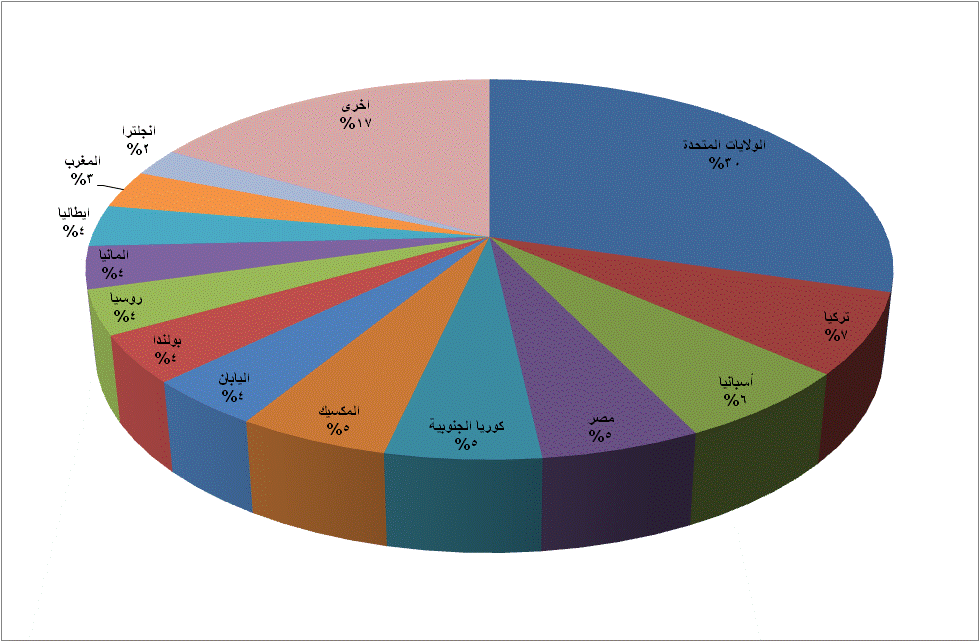 الولايات المتحدة
%٣٠
تركيا
%٧
أسبانيا
%٦
مصر
%٥
كوريا الجنوبية
%٥
المكسيك
%٥
اليابان
%٤
بولندا
%٤
روسيا
%٤
المانيا
%٤
ايطاليا
%٤
المغرب
%٣
انجلترا
%٢
اخرى
%١٧